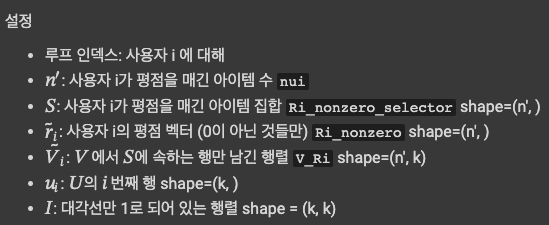 설정
• 루프 인덱스: 사용자 i 에 대해
• n′: 사용자 i가 평점을 매긴 아이템 수 nui
• S: 사용자 i가 평점을 매긴 아이템 집합 Ri_nonzero_selector shape=(n', )
• r̃ᵢ: 사용자 i의 평점 벡터 (0이 아닌 것들만) Ri_nonzero shape=(n', )
• Ṽᵢ: V 에서 S에 속하는 행만 남긴 행렬 V_Ri shape=(n', k)
• uᵢ: U의 i 번째 행 shape=(k, )
• I: 대각선만 1로 되어 있는 행렬 shape = (k, k)